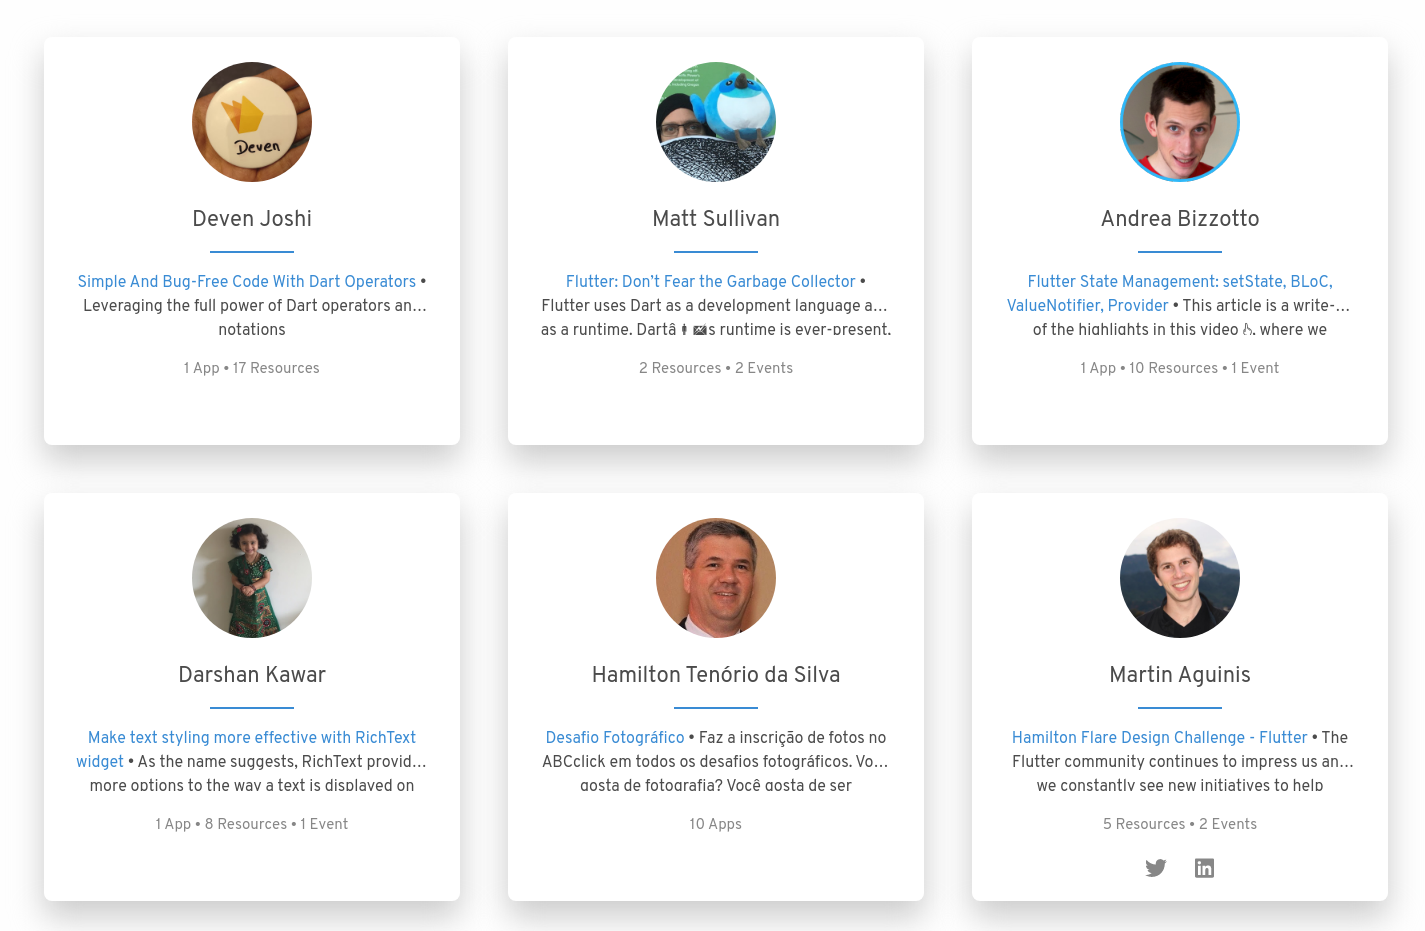 Deven
Deven Joshi
Simple And Bug-Free Code With Dart Operators •
Leveraging the full power of Dart operators an…
notations
1 App • 17 Resources
Matt Sullivan
Flutter: Don’t Fear the Garbage Collector •
Flutter uses Dart as a development language a…
as a runtime. Dartâs runtime is ever-present.
2 Resources • 2 Events
Andrea Bizzotto
Flutter State Management: setState, BLoC,
ValueNotifier, Provider • This article is a write-…
of the highlights in this video 👆. where we
1 App • 10 Resources • 1 Event
Darshan Kawar
Make text styling more effective with RichText
widget • As the name suggests, RichText provid…
more options to the way a text is displayed on
1 App • 8 Resources • 1 Event
Hamilton Tenório da Silva
Desafio Fotográfico • Faz a inscrição de fotos no
ABCclick em todos os desafios fotográficos. Vo…
gosta de fotografia? Você gosta de ser
10 Apps
Martin Aguinis
Hamilton Flare Design Challenge - Flutter • The
Flutter community continues to impress us an…
we constantly see new initiatives to help
5 Resources • 2 Events
in